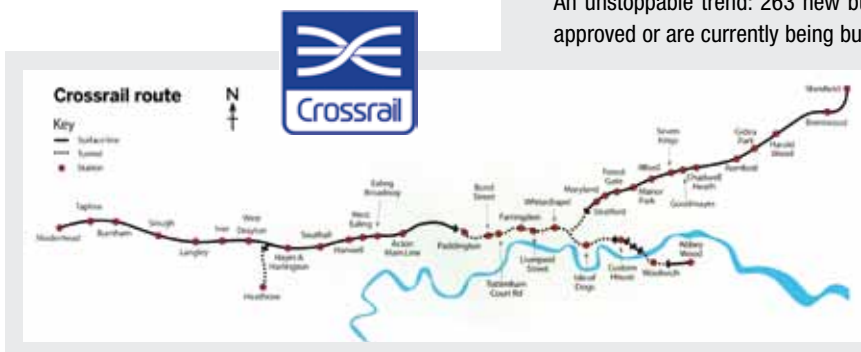 An unstoppable trend: 263 new bu
approved or are currently being bu
Crossrail
Crossrail route
N
Key
Surface line
Tunnel
Station
Maidenhead
Taplow
Burnham
Slough
Langley
Iver
West
Drayton
Hayes &
Harlington
Heathrow
Southall
Hanwell
West
Ealing
Ealing
Broadway
Acton
Main Line
Paddington
Bond
Street
Tottenham
Court Rd
Farringdon
Liverpool
Street
Whitechapel
Isle of
Dogs
Custom
House
Woolwich
Abbey
Wood
Stratford
Maryland
Forest
Gate
Manor
Park
Ilford
Seven
Kings
Goodmayes
Chadwell
Heath
Romford
Gidea
Park
Harold
Wood
Brentwood
Shenfield